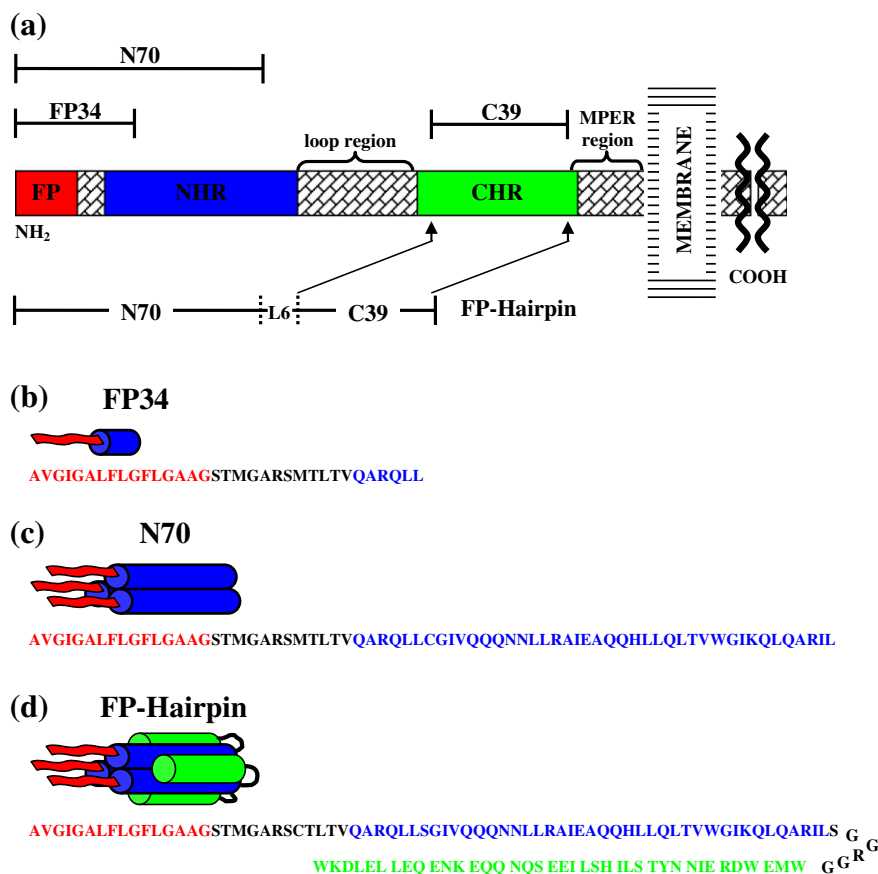 (a)
N70
FP34
C39
loop region
MPER
region
FP
NHR
CHR
MEMBRANE
NH2
COOH
N70
L6
C39
FP-Hairpin
(b)
FP34
AVGIGALFLGFLGAAGSTMGARSMTLTVQARQLL
(c)
N70
AVGIGALFLGFLGAAGSTMGARSMTLTVQARQLLCGIVQQQNNLLRAIEAQQHLLQLTVWGIKQLQARIL
(d)
FP-Hairpin
AVGIGALFLGFLGAAGSTMGARSCTLTVQARQLLSGIVQQQNNLLRAIEAQQHLLQLTVWGIKQLQARILS G G R G G
WKDLEL LEQ ENK EQQ NQS EEI LSH ILS TYN NIE RDW EMW